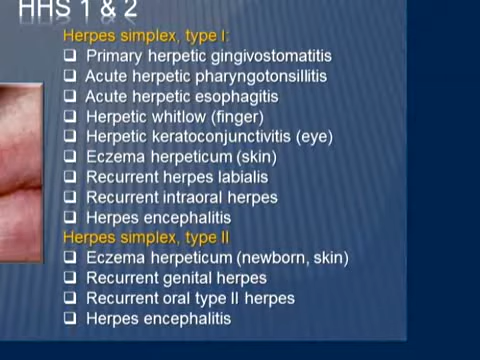 HHS 1 & 2
Herpes simplex, type I:
❑ Primary herpetic gingivostomatitis
❑ Acute herpetic pharyngotonsillitis
❑ Acute herpetic esophagitis
❑ Herpetic whitlow (finger)
❑ Herpetic keratoconjunctivitis (eye)
❑ Eczema herpeticum (skin)
❑ Recurrent herpes labialis
❑ Recurrent intraoral herpes
❑ Herpes encephalitis
Herpes simplex, type II
❑ Eczema herpeticum (newborn, skin)
❑ Recurrent genital herpes
❑ Recurrent oral type II herpes
❑ Herpes encephalitis